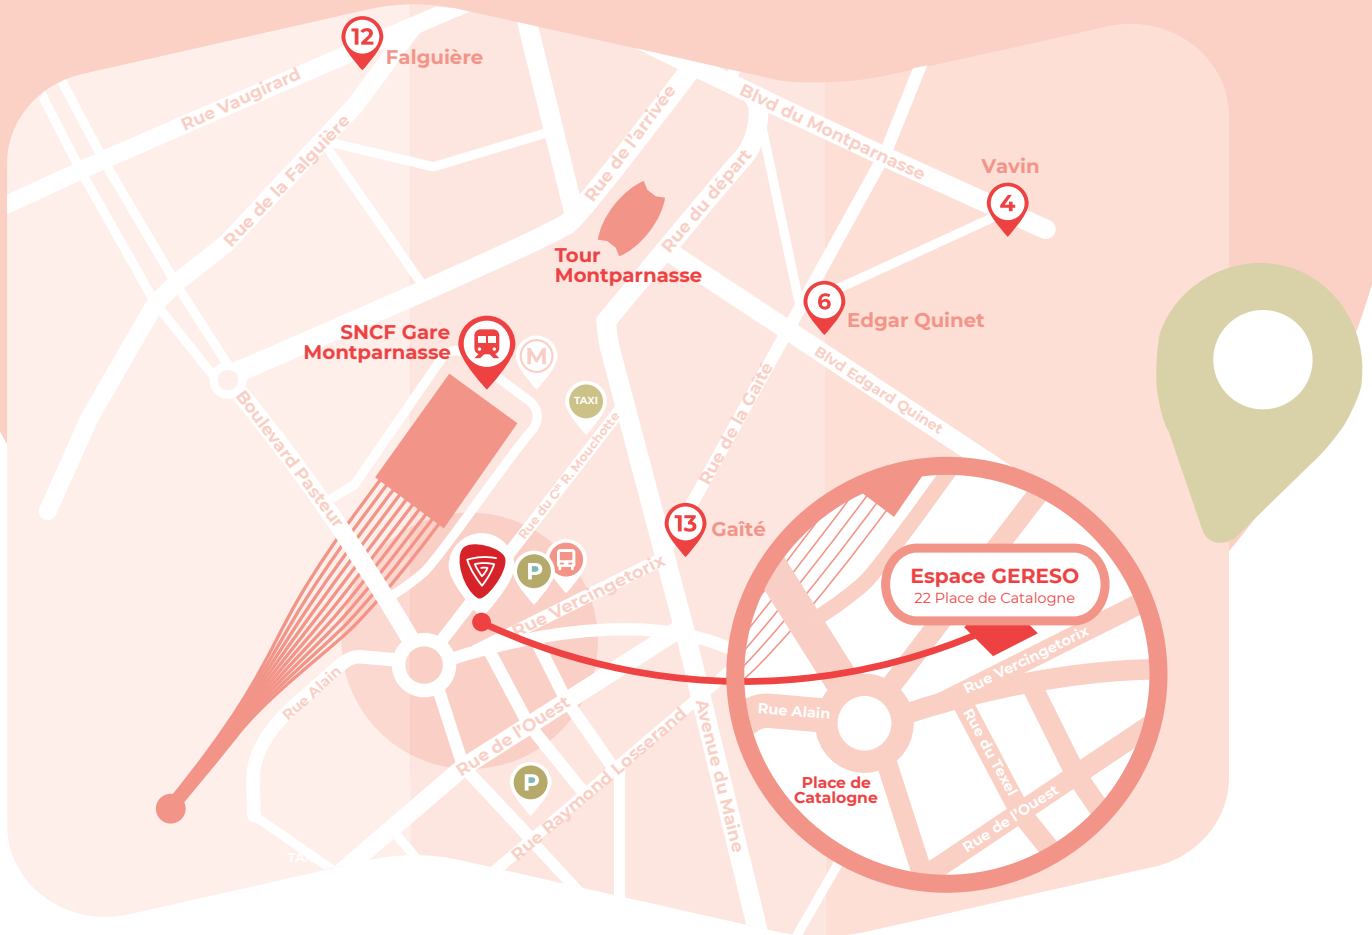 12
Falguière
Rue Vaugirard
Rue de la Falguière
Rue de l'arrivée
Blvd du Montparnasse
Vavin
4
Rue du départ
Tour
Montparnasse
6
Edgar Quinet
SNCF Gare
Montparnasse
M
TAXI
Blvd Edgard Quinet
Rue de la Gaité
Boulevard Pasteur
Rue du Cdt R. Mouchotte
13
Gaîté
P
Rue Vercingetorix
Espace GERESO
22 Place de Catalogne
Rue Vercingetorix
Rue Alain
Rue Alain
Rue de l'Ouest
Rue Raymond Losserand
Avenue du Maine
Rue du Texel
Place de
Catalogne
P
Rue de l'Ouest